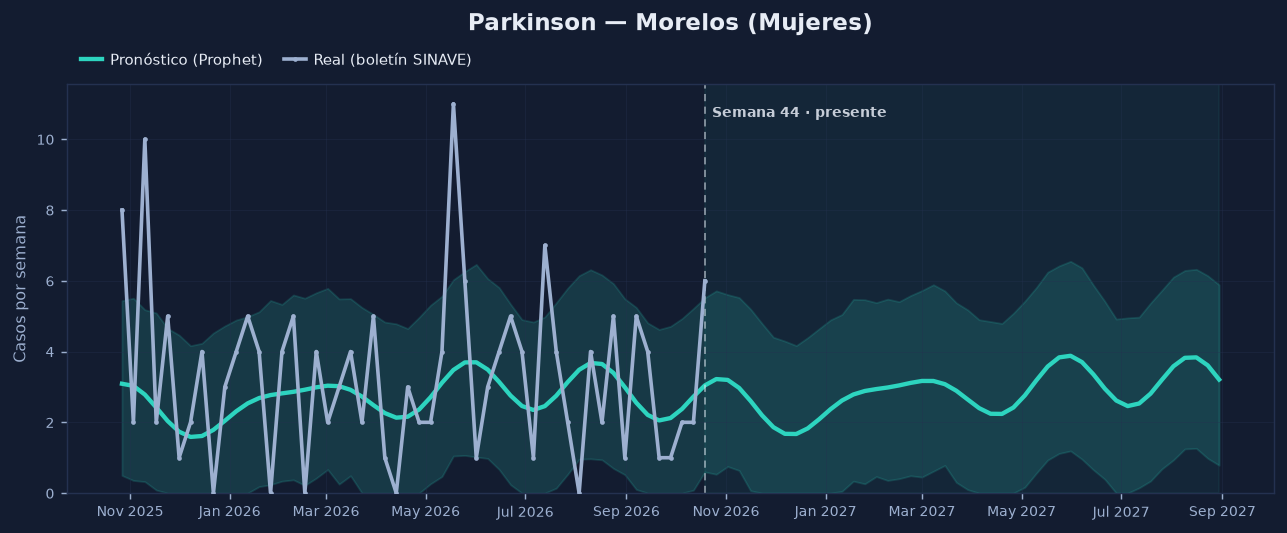 Parkinson — Morelos (Mujeres)
Pronóstico (Prophet)
Real (boletín SINAVE)
Semana 44 · presente
Casos por semana
10
8
6
4
2
0
Nov 2025
Jan 2026
Mar 2026
May 2026
Jul 2026
Sep 2026
Nov 2026
Jan 2027
Mar 2027
May 2027
Jul 2027
Sep 2027